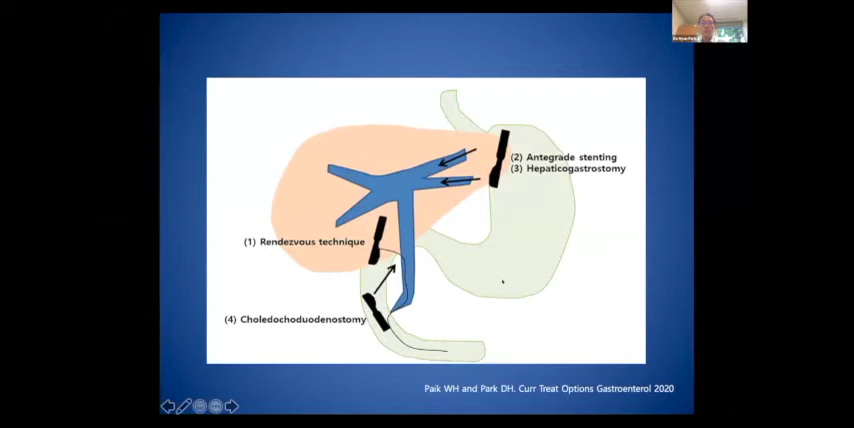 (2) Antegrade stenting
(3) Hepaticogastrostomy
(1) Rendezvous technique
(4) Choledochoduodenostomy
Paik WH and Park DH. Curr Treat Options Gastroenterol 2020